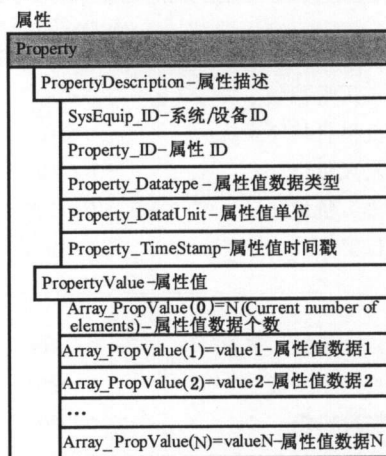 属性
Property
PropertyDescription–属性描述
SysEquip_ID–系统/设备ID
Property_ID–属性 ID
Property_Datatype–属性值数据类型
Property_DatatUnit–属性值单位
Property_TimeStamp–属性值时间戳
PropertyValue–属性值
Array_PropValue(0)=N(Current number of
elements)–属性值数据个数
Array_PropValue(1)=value1–属性值数据1
Array_PropValue(2)=value2–属性值数据2
...
Array_PropValue(N)=valueN–属性值数据N